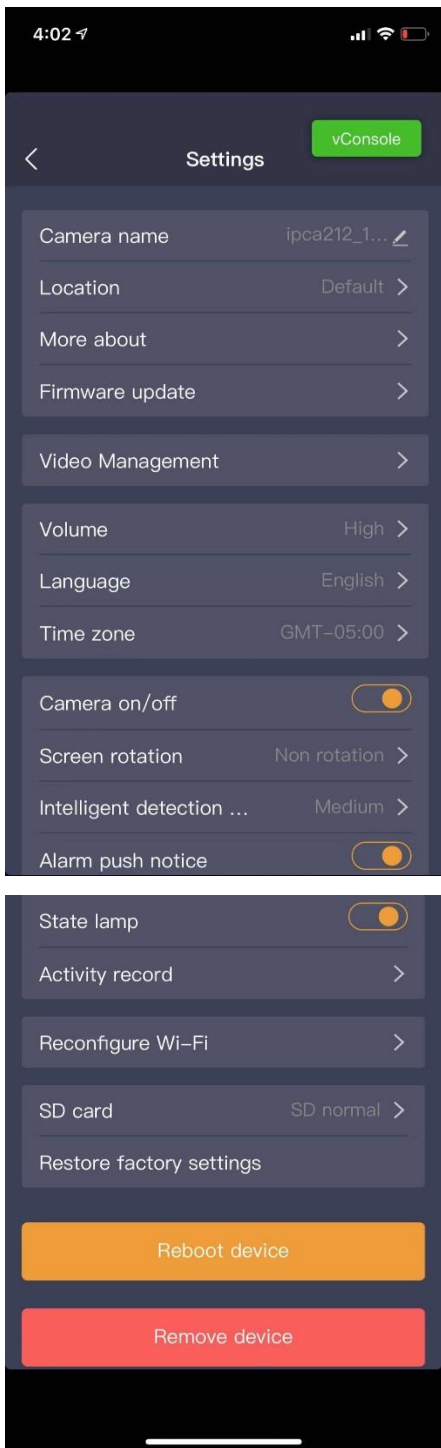 4:02
vConsole
Settings
Camera name ipca212_1...
Location Default
More about
Firmware update
Video Management
Volume High
Language English
Time zone GMT-05:00
Camera on/off
Screen rotation Non rotation
Intelligent detection ... Medium
Alarm push notice
State lamp
Activity record
Reconfigure Wi-Fi
SD card SD normal
Restore factory settings
Reboot device
Remove device